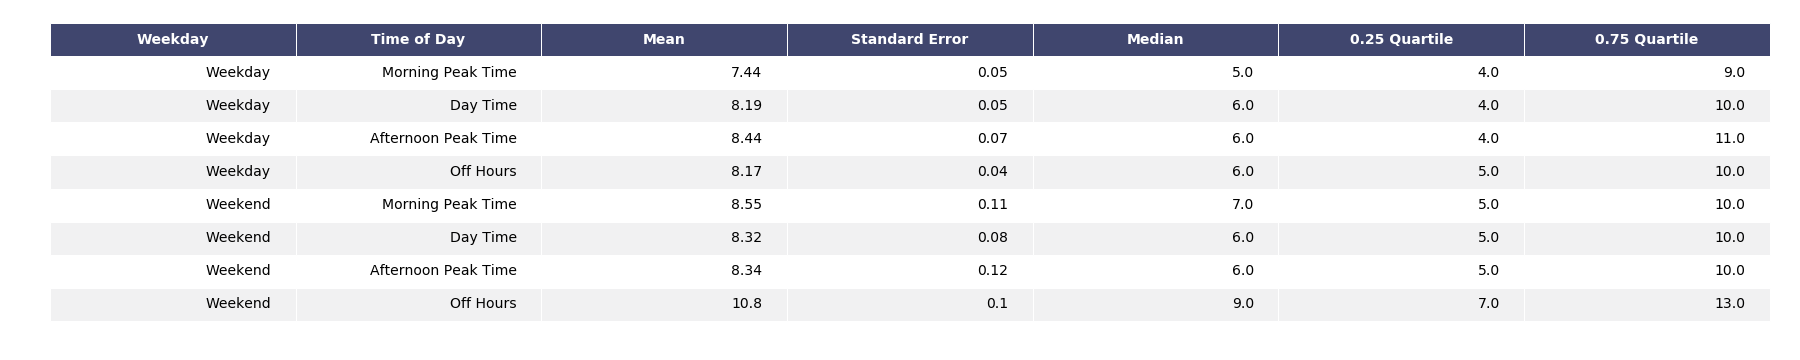 Weekday Time of Day Mean Standard Error Median 0.25 Quartile 0.75 Quartile
Weekday Morning Peak Time 7.44 0.05 5.0 4.0 9.0
Weekday Day Time 8.19 0.05 6.0 4.0 10.0
Weekday Afternoon Peak Time 8.44 0.07 6.0 4.0 11.0
Weekday Off Hours 8.17 0.04 6.0 5.0 10.0
Weekend Morning Peak Time 8.55 0.11 7.0 5.0 10.0
Weekend Day Time 8.32 0.08 6.0 5.0 10.0
Weekend Afternoon Peak Time 8.34 0.12 6.0 5.0 10.0
Weekend Off Hours 10.8 0.1 9.0 7.0 13.0